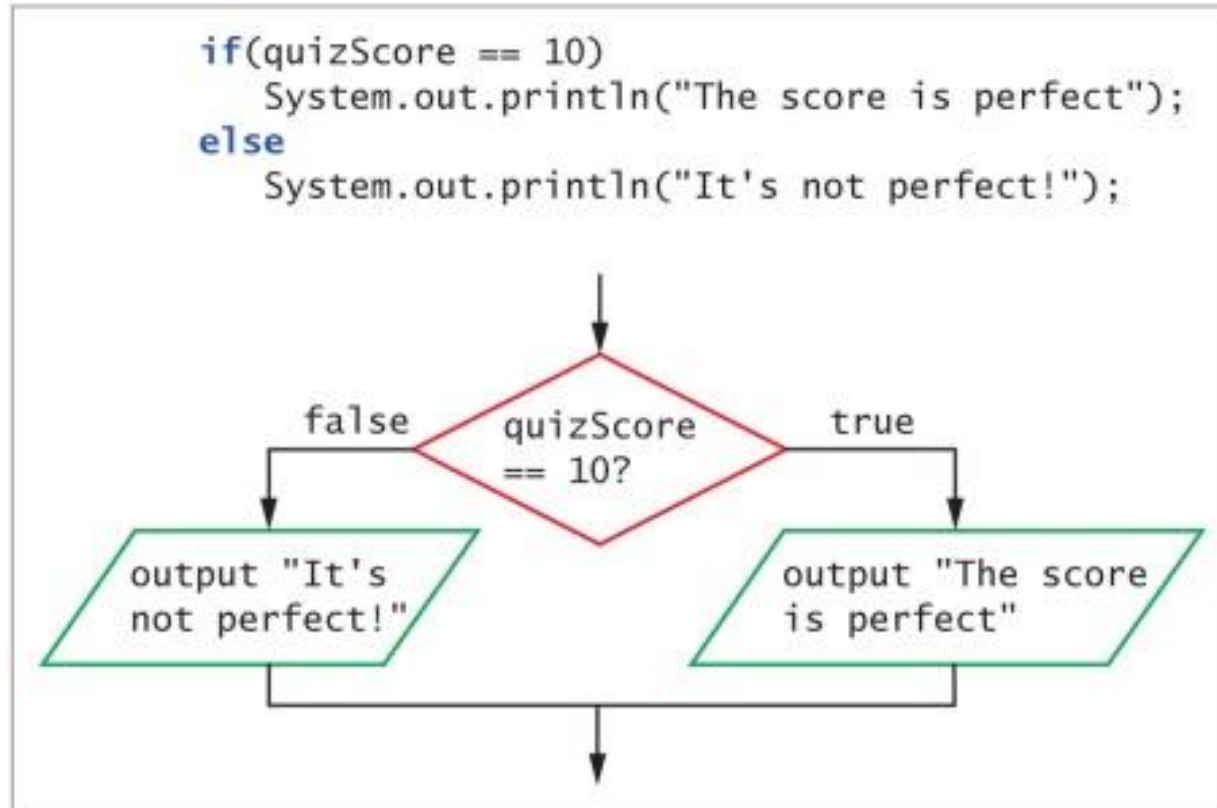 if(quizScore == 10)
System.out.println("The score is perfect");
else
System.out.println("It's not perfect!");
false
quizScore
== 10?
true
output "It's
not perfect!"
output "The score
is perfect"